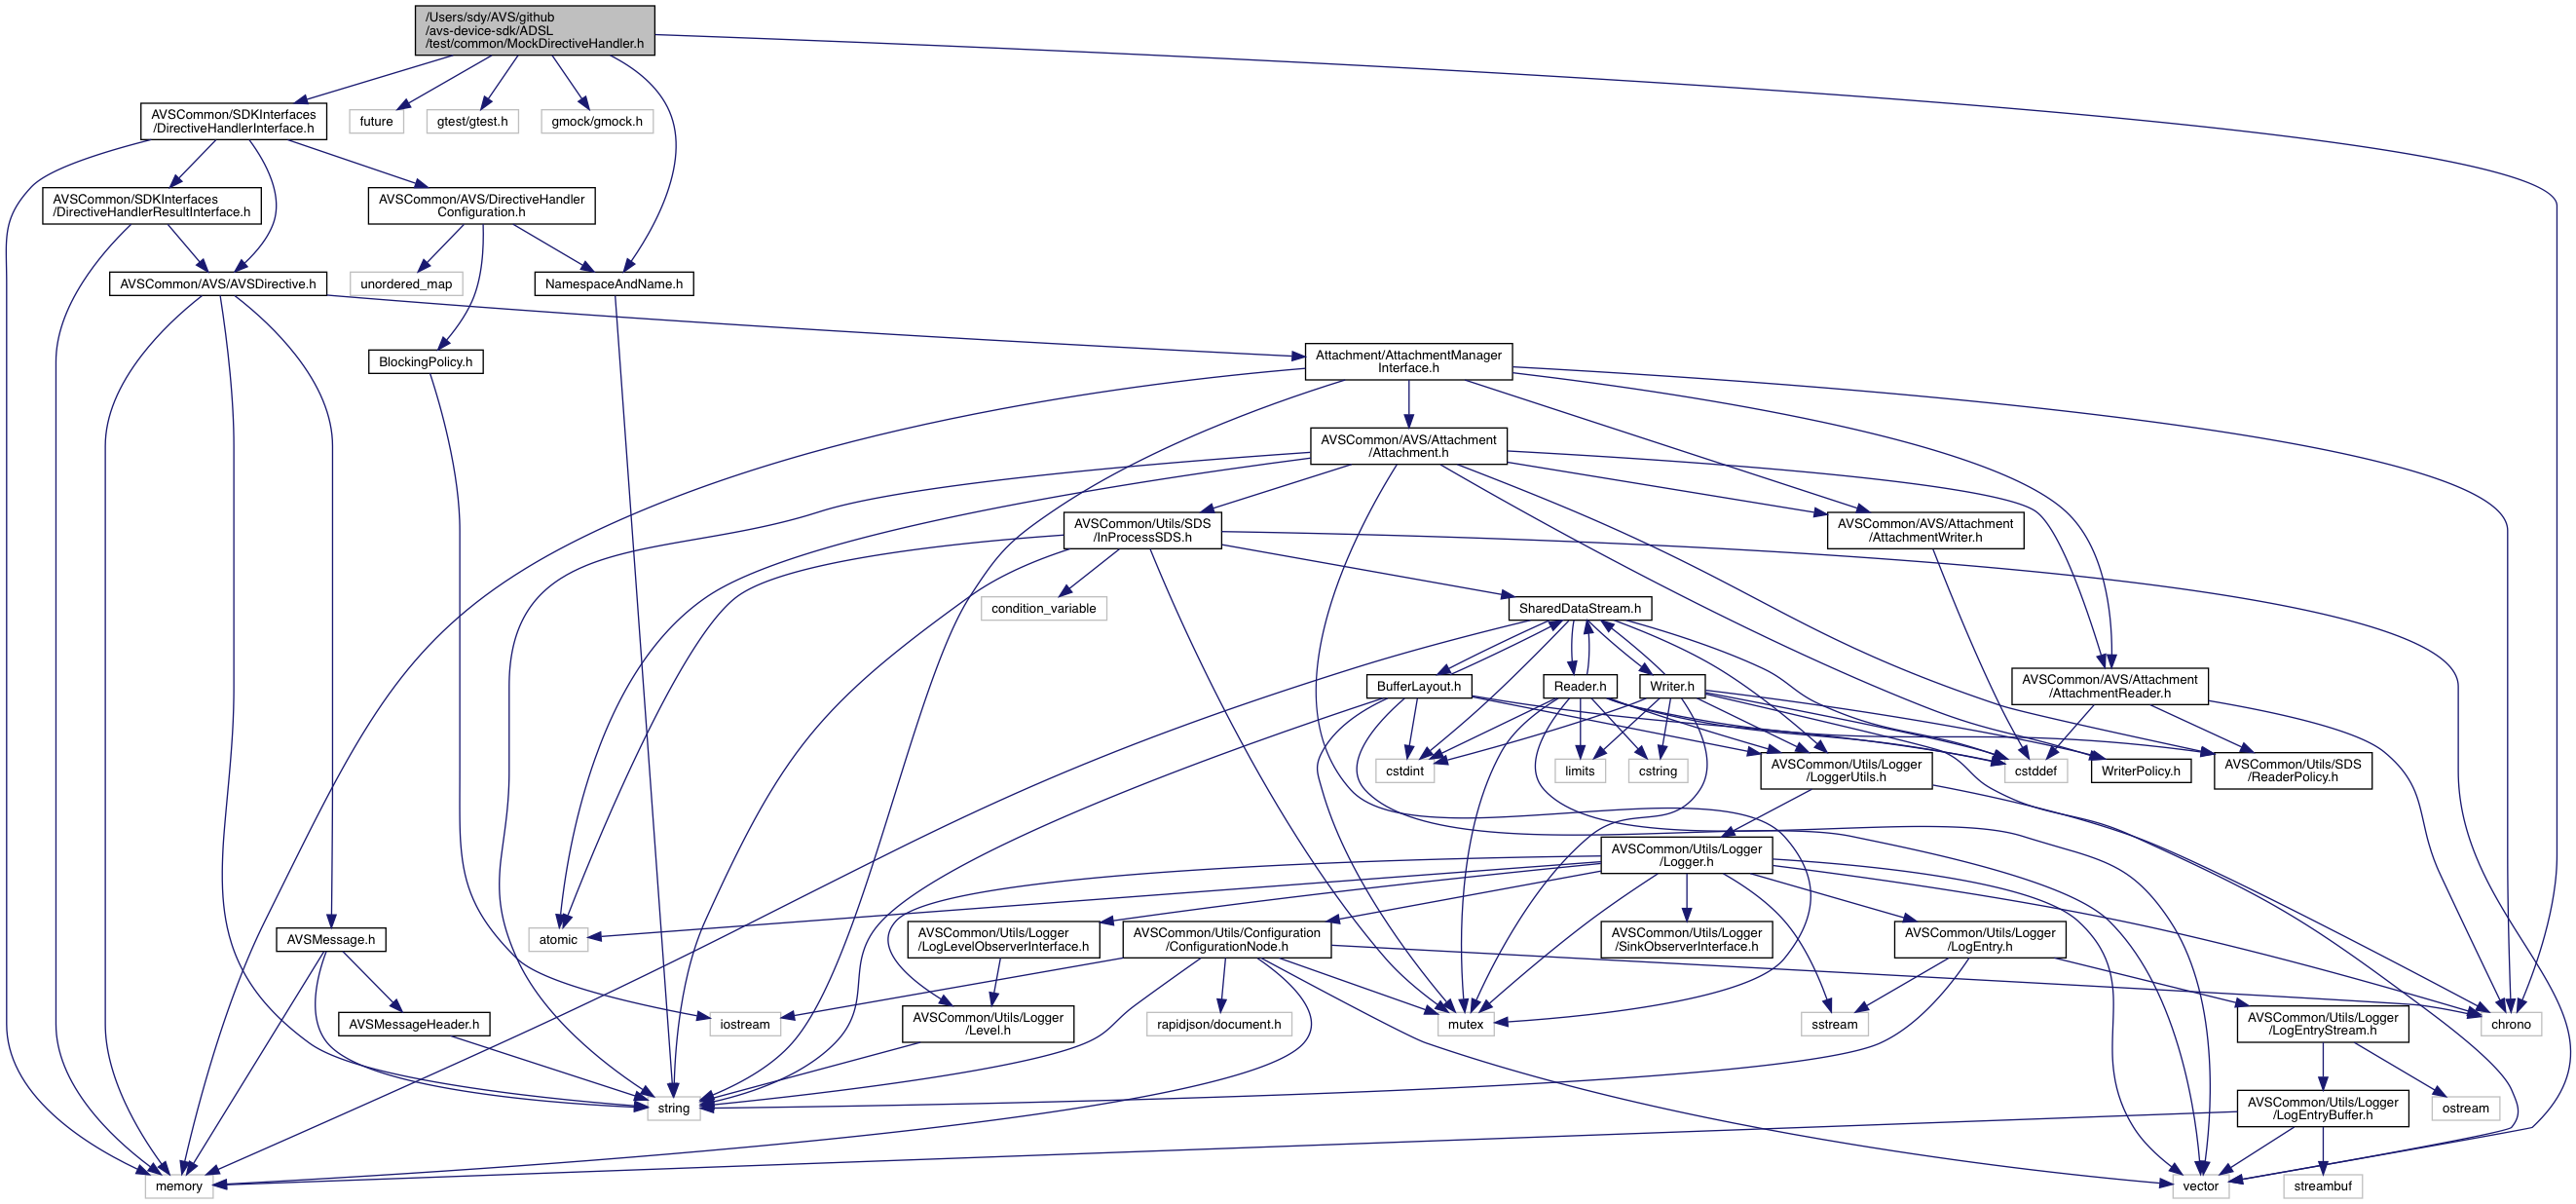 /Users/sdy/AVS/github
/avs-device-sdk/ADSL
/test/common/MockDirectiveHandler.h
AVSCommon/SDKInterfaces
/DirectiveHandlerInterface.h
future
gtest/gtest.h
gmock/gmock.h
AVSCommon/SDKInterfaces
/DirectiveHandlerResultInterface.h
AVSCommon/AVS/DirectiveHandler
Configuration.h
AVSCommon/AVS/AVSDirective.h
unordered_map
NamespaceAndName.h
BlockingPolicy.h
Attachment/AttachmentManager
Interface.h
AVSCommon/AVS/Attachment
/Attachment.h
AVSCommon/Utils/SDS
/InProcessSDS.h
AVSCommon/AVS/Attachment
/AttachmentWriter.h
condition_variable
SharedDataStream.h
BufferLayout.h
Reader.h
Writer.h
AVSCommon/AVS/Attachment
/AttachmentReader.h
cstdint
limits
cstring
AVSCommon/Utils/Logger
/LoggerUtils.h
cstddef
WriterPolicy.h
AVSCommon/Utils/SDS
/ReaderPolicy.h
AVSCommon/Utils/Logger
/Logger.h
AVSMessage.h
atomic
AVSCommon/Utils/Logger
/LogLevelObserverInterface.h
AVSCommon/Utils/Configuration
/ConfigurationNode.h
AVSCommon/Utils/Logger
/SinkObserverInterface.h
AVSCommon/Utils/Logger
/LogEntry.h
AVSMessageHeader.h
iostream
AVSCommon/Utils/Logger
/Level.h
rapidjson/document.h
mutex
sstream
AVSCommon/Utils/Logger
/LogEntryStream.h
chrono
string
AVSCommon/Utils/Logger
/LogEntryBuffer.h
ostream
memory
vector
streambuf